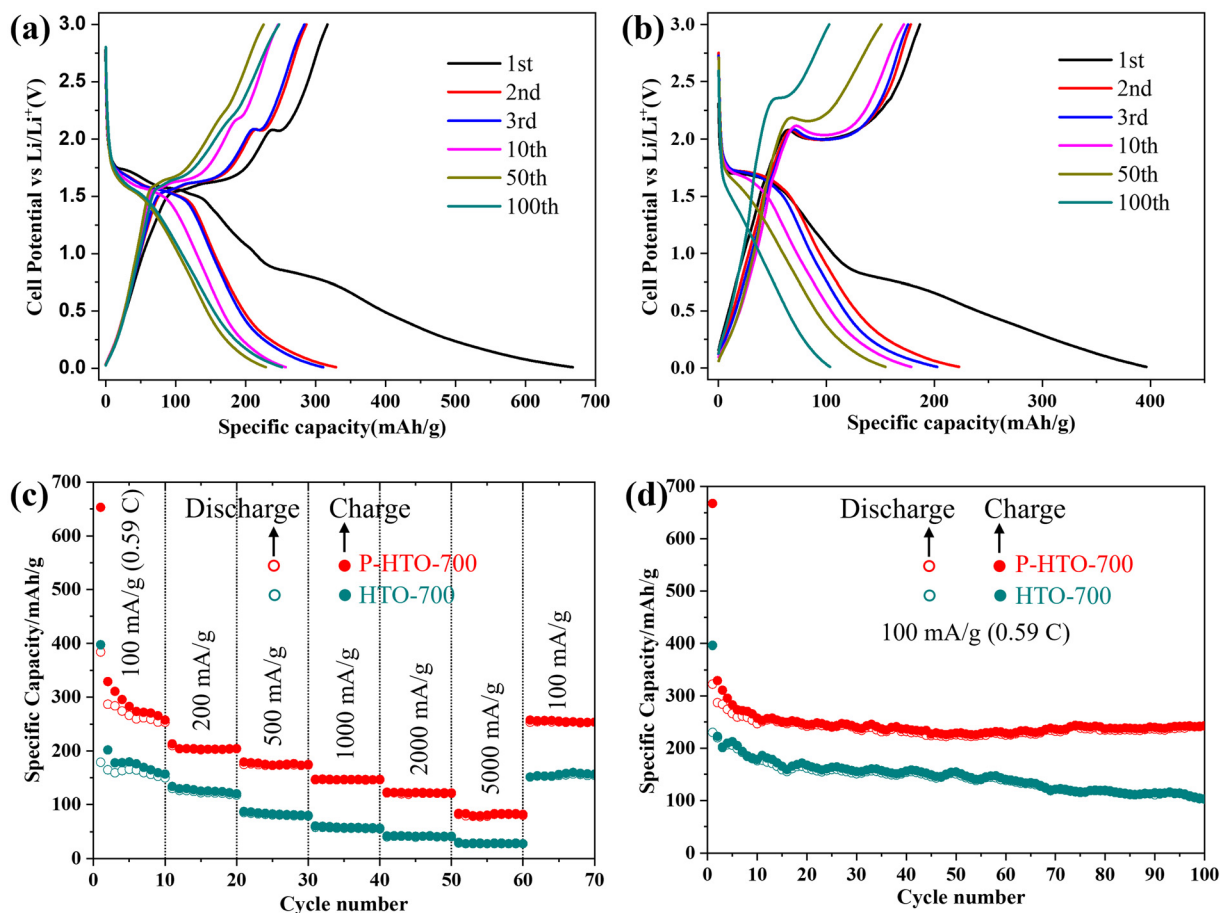 (a)
Cell Potential vs Li/Li⁺(V)
3.0
2.5
2.0
1.5
1.0
0.5
0.0
1st
2nd
3rd
10th
50th
100th
0 100 200 300 400 500 600 700
Specific capacity(mAh/g)
(b)
Cell Potential vs Li/Li⁺(V)
3.0
2.5
2.0
1.5
1.0
0.5
0.0
1st
2nd
3rd
10th
50th
100th
0 100 200 300 400
Specific capacity(mAh/g)
(c)
Specific Capacity/mAh/g
700
600
500
400
300
200
100
0
Discharge Charge
P-HTO-700
HTO-700
100 mA/g (0.59 C)
200 mA/g
500 mA/g
1000 mA/g
2000 mA/g
5000 mA/g
100 mA/g
0 10 20 30 40 50 60 70
Cycle number
(d)
Specific Capacity/mAh/g
700
600
500
400
300
200
100
0
Discharge Charge
P-HTO-700
HTO-700
100 mA/g (0.59 C)
0 10 20 30 40 50 60 70 80 90 100
Cycle number